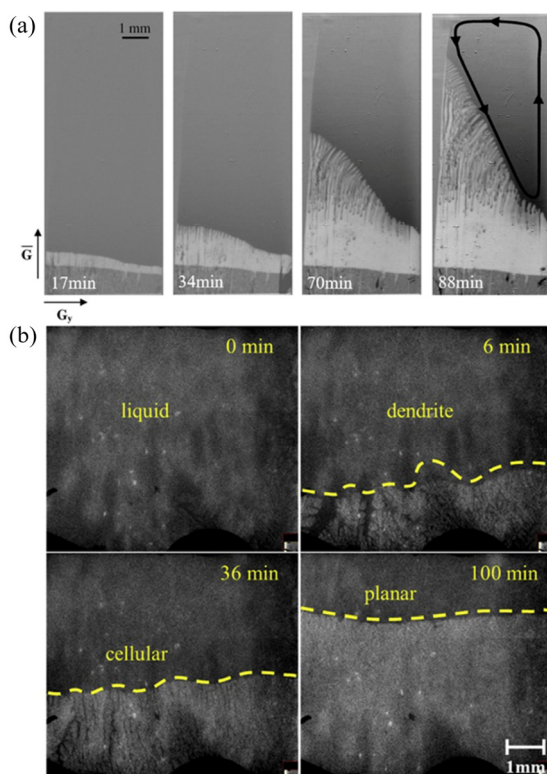 (a)
1 mm
G
17min
34min
70min
88min
Gy
(b)
0 min
liquid
6 min
dendrite
36 min
cellular
100 min
planar
1mm